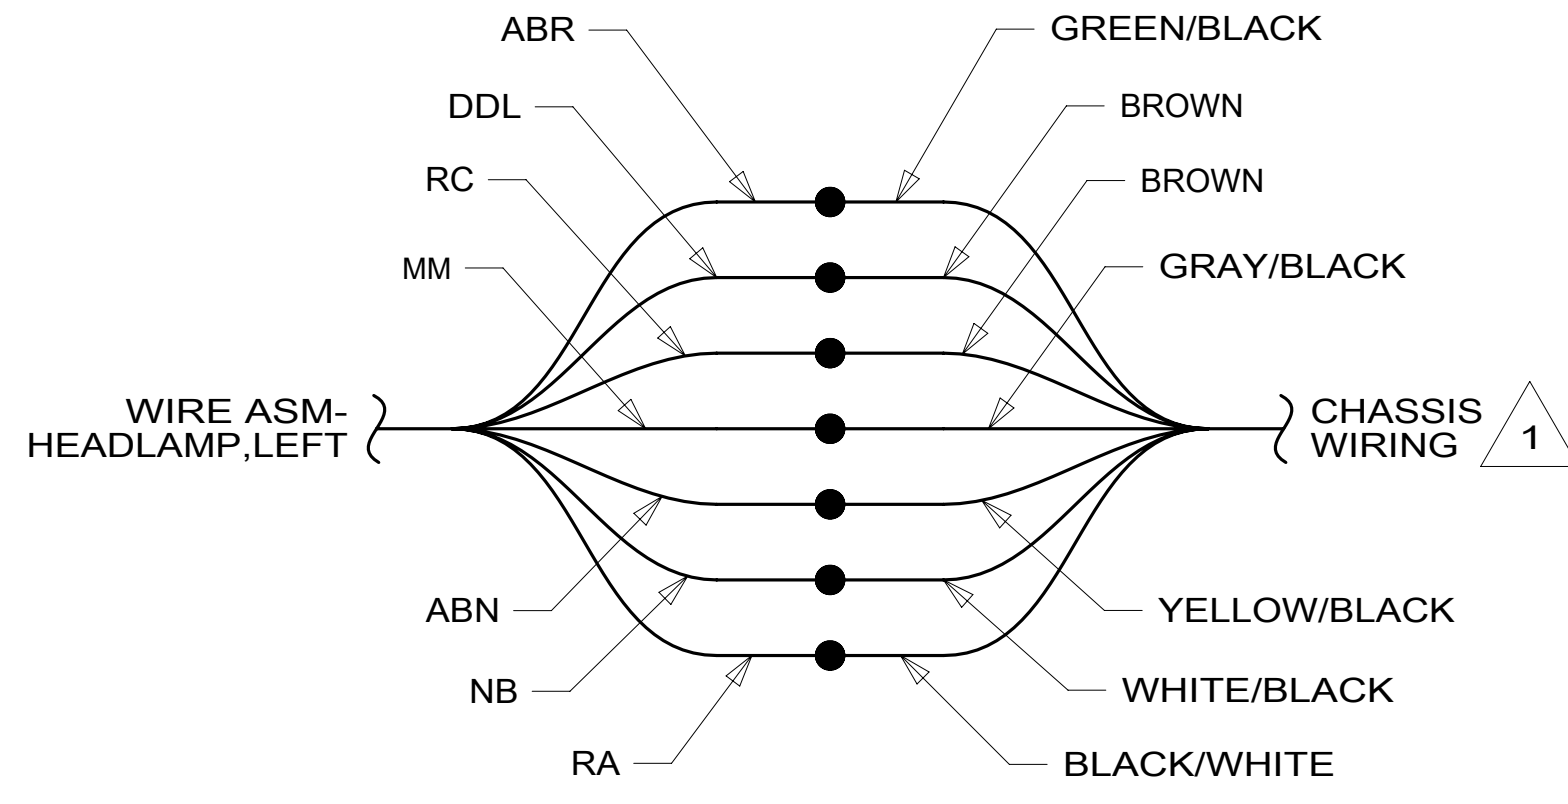 ABR
GREEN/BLACK
DDL
BROWN
RC
BROWN
MM
GRAY/BLACK
WIRE ASM-
HEADLAMP,LEFT
CHASSIS
WIRING
1
ABN
YELLOW/BLACK
NB
WHITE/BLACK
RA
BLACK/WHITE